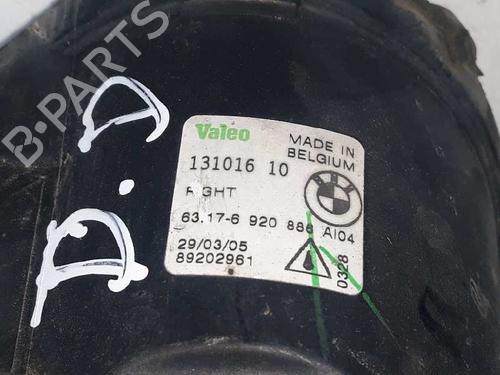 B-PARTS
D.D
Valeo
MADE IN
BELGIUM
131016 10
RIGHT
63.17-6 920 886 AI04
29/03/05
89202961
0328